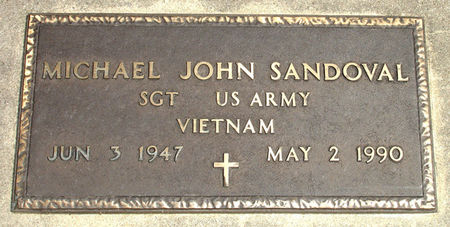 MICHAEL JOHN SANDOVAL
SGT US ARMY
VIETNAM
JUN 3 1947 MAY 2 1990